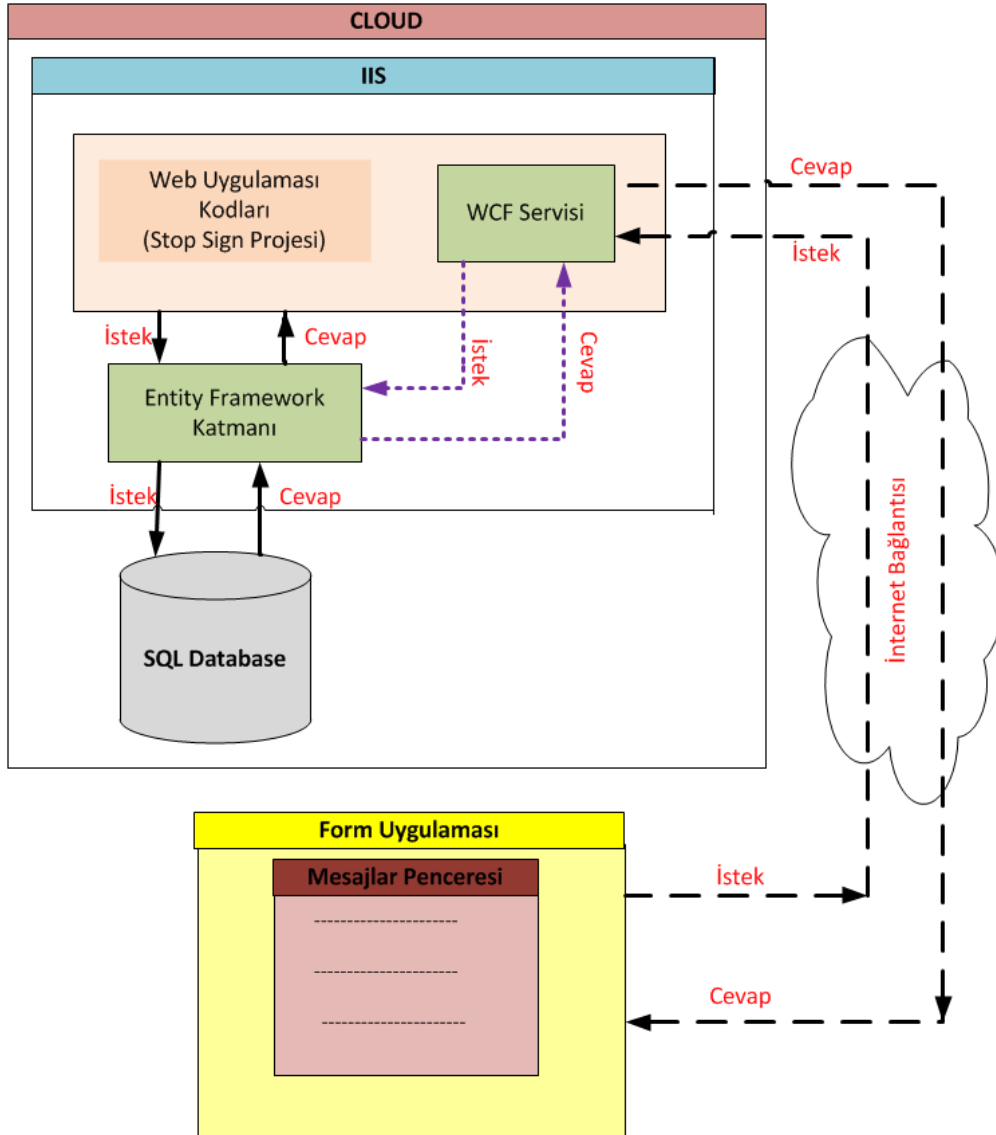 CLOUD
IIS
Web Uygulaması
Kodları
(Stop Sign Projesi)
WCF Servisi
Cevap
İstek
İstek
Cevap
İstek
Cevap
Entity Framework
Katmanı
İstek
Cevap
SQL Database
İnternet Bağlantısı
Form Uygulaması
Mesajlar Penceresi
İstek
Cevap